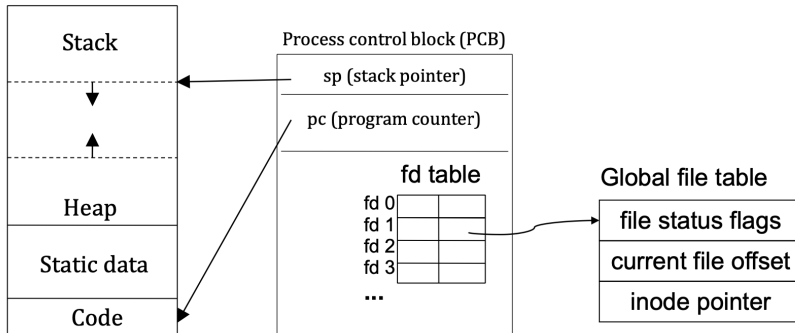 Stack
Heap
Static data
Code
Process control block (PCB)
sp (stack pointer)
pc (program counter)
fd table
fd 0
fd 1
fd 2
fd 3
...
Global file table
file status flags
current file offset
inode pointer